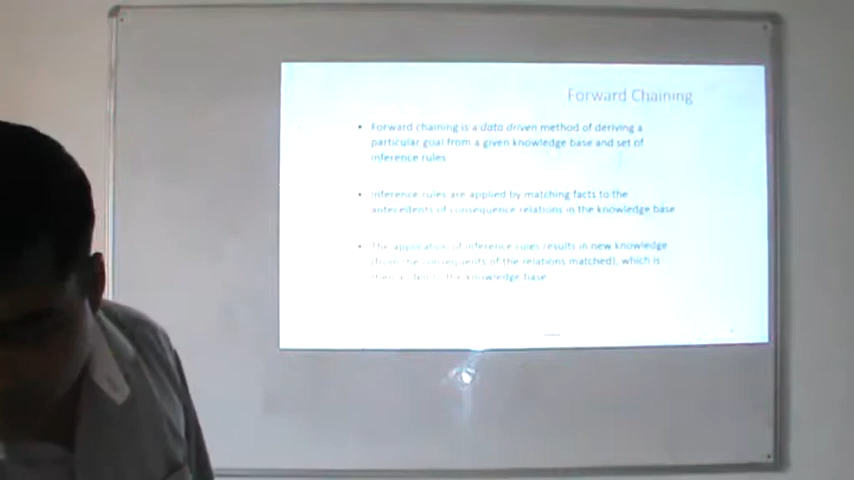 Forward Chaining
• Forward chaining is a data driven method of deriving a
particular goal from a given knowledge base and set of
inference rules
• Inference rules are applied by matching facts to the
antecedents of consequence relations in the knowledge base
• The application of inference rules results in new knowledge
(from the consequents of the relations matched), which is
then added to the knowledge base